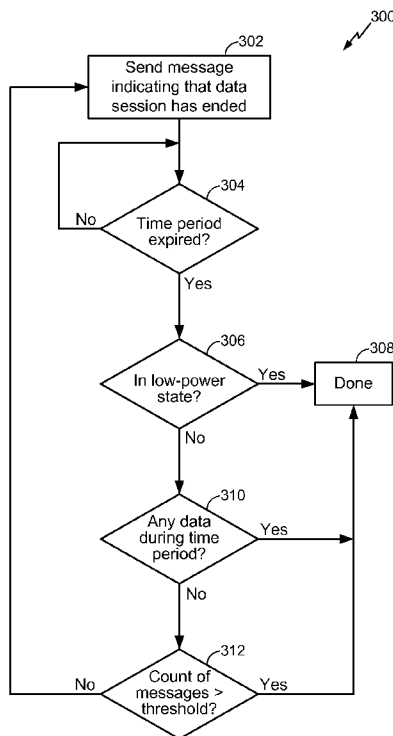 300
302
Send message
indicating that data
session has ended
304
No
Time period
expired?
Yes
306
308
In low-power
state?
Yes
Done
No
310
Any data
during time
period?
Yes
No
312
No
Count of
messages >
threshold?
Yes